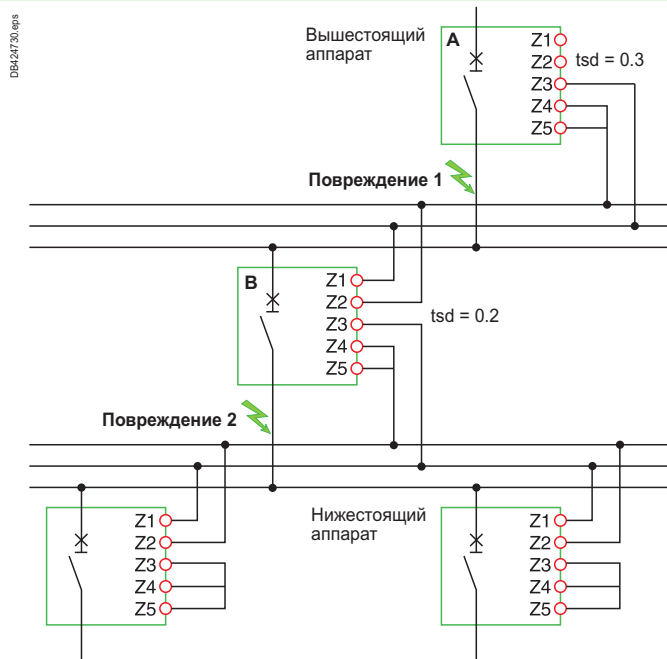 DB424730.eps
Вышестоящий
аппарат
A
Z1
Z2
Z3
Z4
Z5
tsd = 0.3
Повреждение 1
B
Z1
Z2
Z3
Z4
Z5
tsd = 0.2
Повреждение 2
Z1
Z2
Z3
Z4
Z5
Нижестоящий
аппарат
Z1
Z2
Z3
Z4
Z5